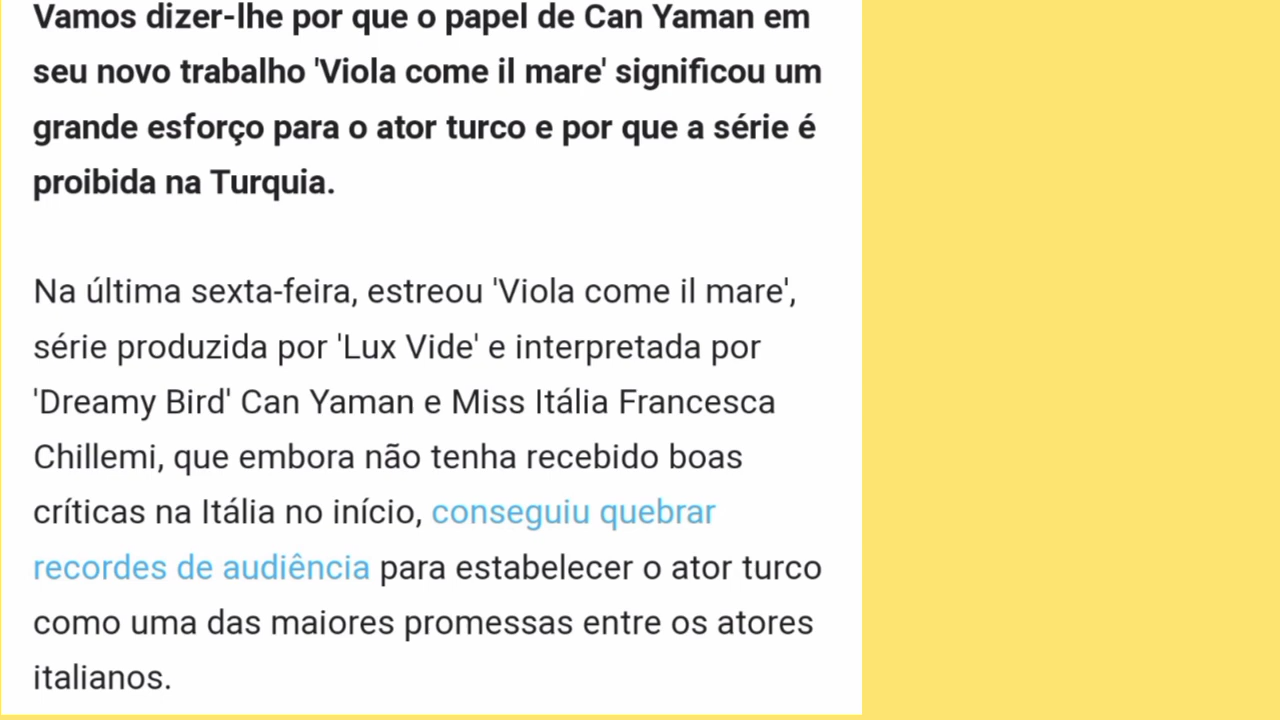 Vamos dizer-lhe por que o papel de Can Yaman em
seu novo trabalho 'Viola come il mare' significou um
grande esforço para o ator turco e por que a série é
proibida na Turquia.
Na última sexta-feira, estreou 'Viola come il mare',
série produzida por 'Lux Vide' e interpretada por
'Dreamy Bird' Can Yaman e Miss Itália Francesca
Chillemi, que embora não tenha recebido boas
críticas na Itália no início, conseguiu quebrar
recordes de audiência para estabelecer o ator turco
como uma das maiores promessas entre os atores
italianos.